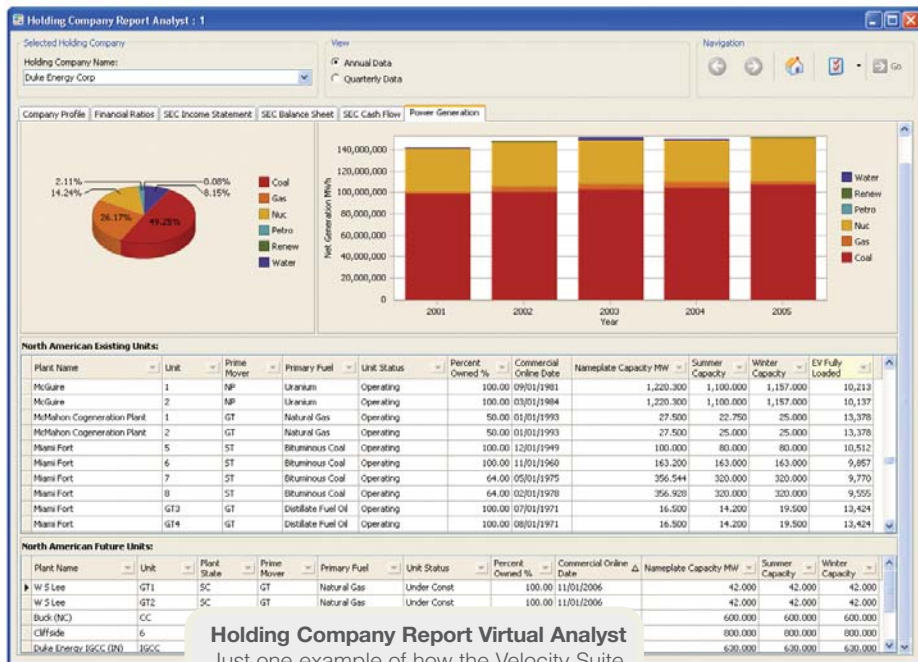 Holding Company Report Analyst : 1
Selected Holding Company
View
Navigation
Holding Company Name:
Duke Energy Corp
Annual Data
Quarterly Data
Go
Company Profile Financial Ratios SEC Income Statement SEC Balance Sheet SEC Cash Flow Power Generation
2.11%
14.24%
26.17%
49.25%
0.08%
8.15%
Coal
Gas
Nuc
Petro
Renew
Water
Net Generation MWh
140,000,000
120,000,000
100,000,000
80,000,000
60,000,000
40,000,000
20,000,000
0
2001 2002 2003 2004 2005
Year
Water
Renew
Petro
Nuc
Gas
Coal
North American Existing Units:
Plant Name Unit Prime Mover Primary Fuel Unit Status Percent Owned % Commercial Online Date Nameplate Capacity MW Summer Capacity Winter Capacity EV Fully Loaded
McGuire 1 NP Uranium Operating 100.00 09/01/1981 1,220.300 1,100.000 1,157.000 10,213
McGuire 2 NP Uranium Operating 100.00 03/01/1984 1,220.300 1,100.000 1,157.000 10,137
McMahon Cogeneration Plant 1 GT Natural Gas Operating 50.00 01/01/1993 27.500 22.750 25.000 13,378
McMahon Cogeneration Plant 2 GT Natural Gas Operating 50.00 01/01/1993 27.500 25.000 25.000 13,378
Miami Fort 5 ST Bituminous Coal Operating 100.00 12/01/1949 100.000 80.000 80.000 10,512
Miami Fort 6 ST Bituminous Coal Operating 100.00 11/01/1960 163.200 163.000 163.000 9,857
Miami Fort 7 ST Bituminous Coal Operating 64.00 05/01/1975 356.544 320.000 320.000 9,770
Miami Fort 8 ST Bituminous Coal Operating 64.00 02/01/1978 356.928 320.000 320.000 9,555
Miami Fort GT3 GT Distillate Fuel Oil Operating 100.00 07/01/1971 16.500 14.200 19.500 13,424
Miami Fort GT4 GT Distillate Fuel Oil Operating 100.00 08/01/1971 16.500 14.200 19.500 13,424
North American Future Units:
Plant Name Unit Plant State Prime Mover Primary Fuel Unit Status Percent Owned % Commercial Online Date Nameplate Capacity MW Summer Capacity Winter Capacity
W S Lee GT1 SC GT Natural Gas Under Const 100.00 11/01/2006 42.000 42.000 42.000
W S Lee GT2 SC GT Natural Gas Under Const 100.00 11/01/2006 42.000 42.000 42.000
Buck (NC) CC 600.000 600.000 600.000
Cliffside 6 800.000 800.000 800.000
Duke Energy IGCC (IN) IGCC 630.000 630.000 630.000
Holding Company Report Virtual Analyst
Just one example of how the Velocity Suite